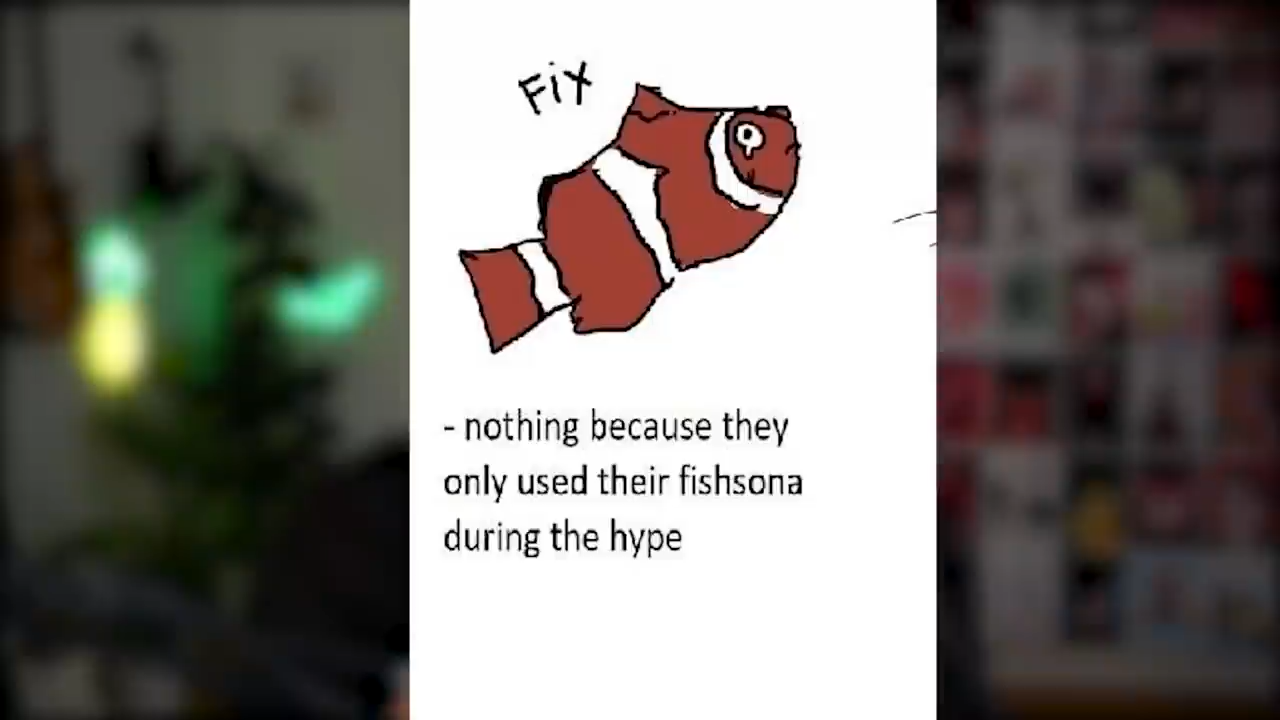 Fix
- nothing because they
only used their fishsona
during the hype